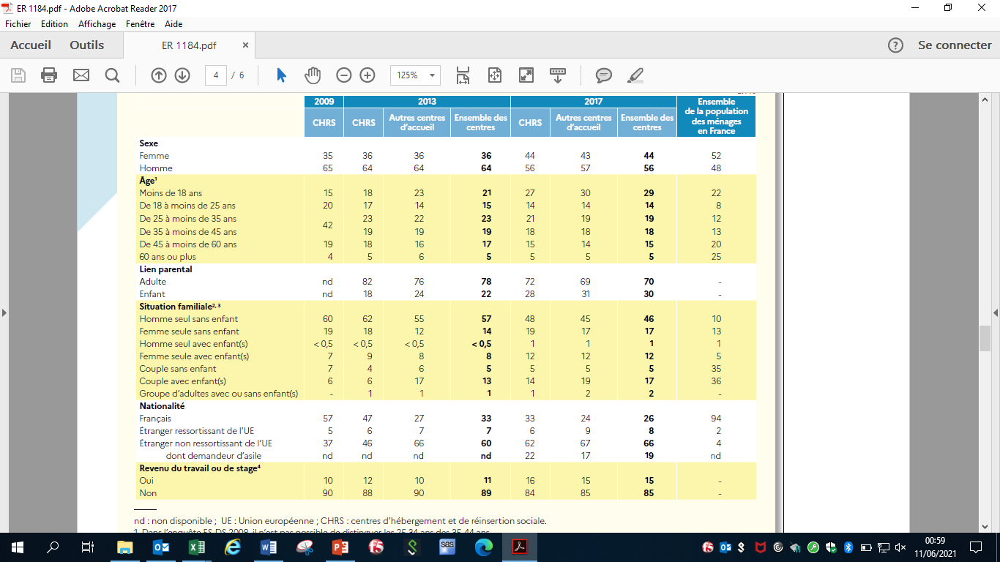 ER 1184.pdf - Adobe Acrobat Reader 2017
Fichier Edition Affichage Fenêtre Aide
Accueil Outils ER 1184.pdf × ? Se connecter
4 / 6 125%
2009 2013 2017 Ensemble de la population des ménages en France
CHRS CHRS Autres centres d'accueil Ensemble des centres CHRS Autres centres d'accueil Ensemble des centres
Sexe
Femme 35 36 36 36 44 43 44 52
Homme 65 64 64 64 56 57 56 48
Âge¹
Moins de 18 ans 15 18 23 21 27 30 29 22
De 18 à moins de 25 ans 20 17 14 15 14 14 14 8
De 25 à moins de 35 ans 42 23 22 23 21 19 19 12
De 35 à moins de 45 ans 19 19 19 18 18 18 13
De 45 à moins de 60 ans 19 18 16 17 15 14 15 20
60 ans ou plus 4 5 6 5 5 5 5 25
Lien parental
Adulte nd 82 76 78 72 69 70 -
Enfant nd 18 24 22 28 31 30 -
Situation familiale²,³
Homme seul sans enfant 60 62 55 57 48 45 46 10
Femme seule sans enfant 19 18 12 14 19 17 17 13
Homme seul avec enfant(s) < 0,5 < 0,5 < 0,5 < 0,5 1 1 1 1
Femme seule avec enfant(s) 7 9 8 8 12 12 12 5
Couple sans enfant 7 4 6 5 5 5 5 35
Couple avec enfant(s) 6 6 17 13 14 19 17 36
Groupe d'adultes avec ou sans enfant(s) - 1 1 1 1 2 2 -
Nationalité
Français 57 47 27 33 33 24 26 94
Étranger ressortissant de l'UE 5 6 7 7 6 9 8 2
Étranger non ressortissant de l'UE 37 46 66 60 62 67 66 4
dont demandeur d'asile nd nd nd nd 22 17 19 nd
Revenu du travail ou de stage⁴
Oui 10 12 10 11 16 15 15 -
Non 90 88 90 89 84 85 85 -
nd : non disponible ; UE : Union européenne ; CHRS : centres d'hébergement et de réinsertion sociale.
1. Dans l'enquête ES-DS 2008, il n'est pas possible de distinguer les 25-34 ans des 35-44 ans.
00:59
11/06/2021